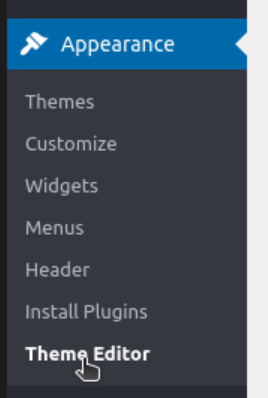 Appearance
Themes
Customize
Widgets
Menus
Header
Install Plugins
Theme Editor